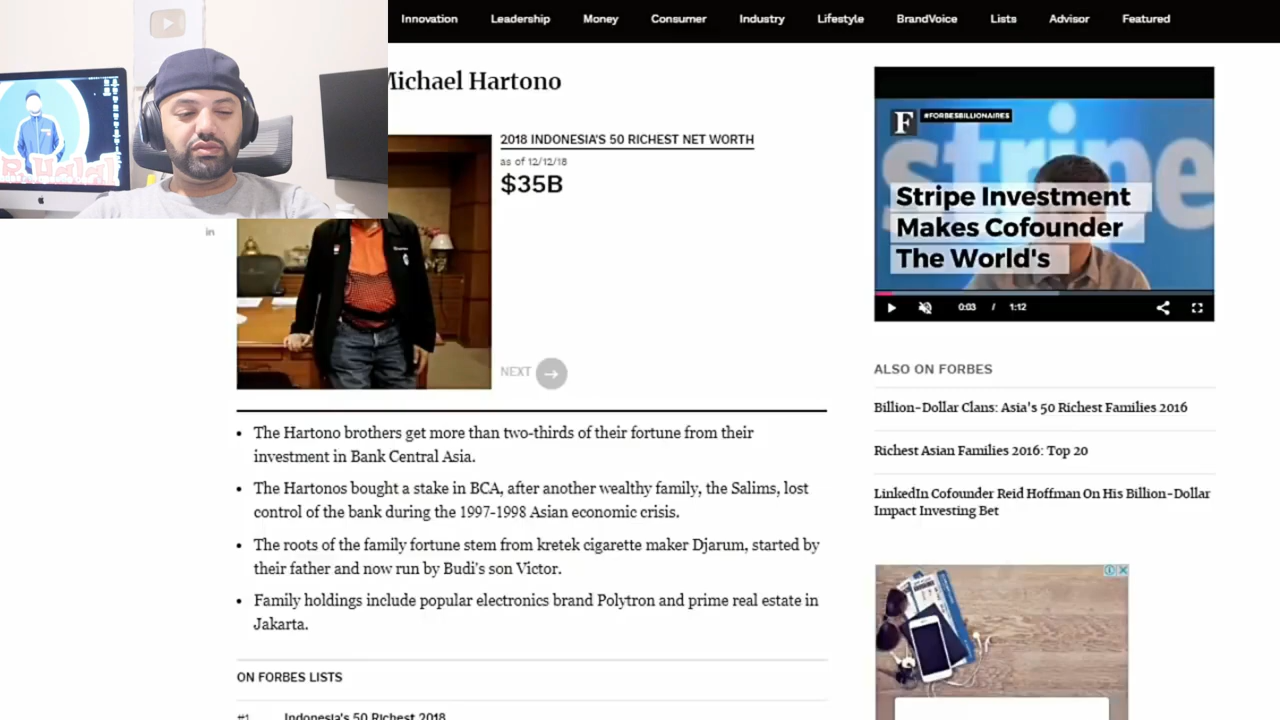 Innovation Leadership Money Consumer Industry Lifestyle BrandVoice Lists Advisor Featured
Michael Hartono
2018 INDONESIA'S 50 RICHEST NET WORTH
as of 12/12/18
$35B
NEXT
in
The Hartono brothers get more than two-thirds of their fortune from their
investment in Bank Central Asia.
The Hartonos bought a stake in BCA, after another wealthy family, the Salims, lost
control of the bank during the 1997-1998 Asian economic crisis.
The roots of the family fortune stem from kretek cigarette maker Djarum, started by
their father and now run by Budi's son Victor.
Family holdings include popular electronics brand Polytron and prime real estate in
Jakarta.
ON FORBES LISTS
#1 Indonesia's 50 Richest 2018
F #FORBESBILLIONAIRES
stripe
Stripe Investment
Makes Cofounder
The World's
0:03 / 1:12
ALSO ON FORBES
Billion-Dollar Clans: Asia's 50 Richest Families 2016
Richest Asian Families 2016: Top 20
LinkedIn Cofounder Reid Hoffman On His Billion-Dollar
Impact Investing Bet
R Halal